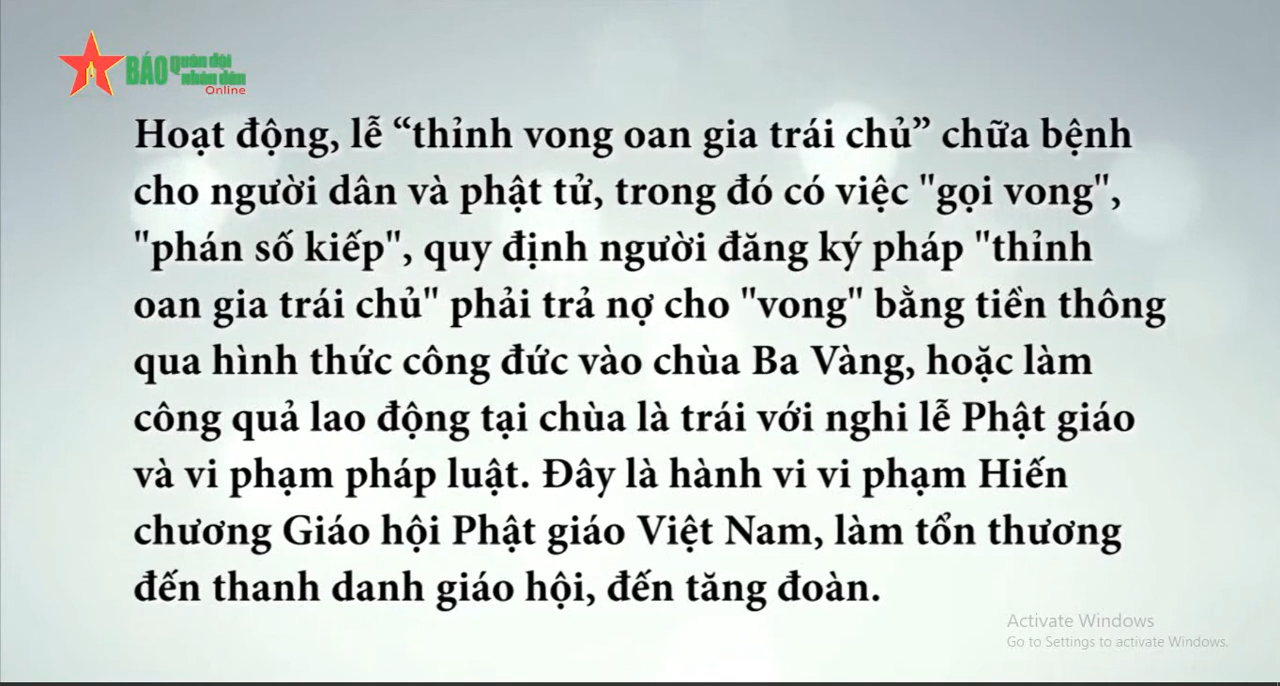 BÁO quân đội
nhân dân
Online
Hoạt động, lễ “thỉnh vong oan gia trái chủ” chữa bệnh
cho người dân và phật tử, trong đó có việc "gọi vong",
"phán số kiếp", quy định người đăng ký pháp "thỉnh
oan gia trái chủ" phải trả nợ cho "vong" bằng tiền thông
qua hình thức công đức vào chùa Ba Vàng, hoặc làm
công quả lao động tại chùa là trái với nghi lễ Phật giáo
và vi phạm pháp luật. Đây là hành vi vi phạm Hiến
chương Giáo hội Phật giáo Việt Nam, làm tổn thương
đến thanh danh giáo hội, đến tăng đoàn.
Activate Windows
Go to Settings to activate Windows.